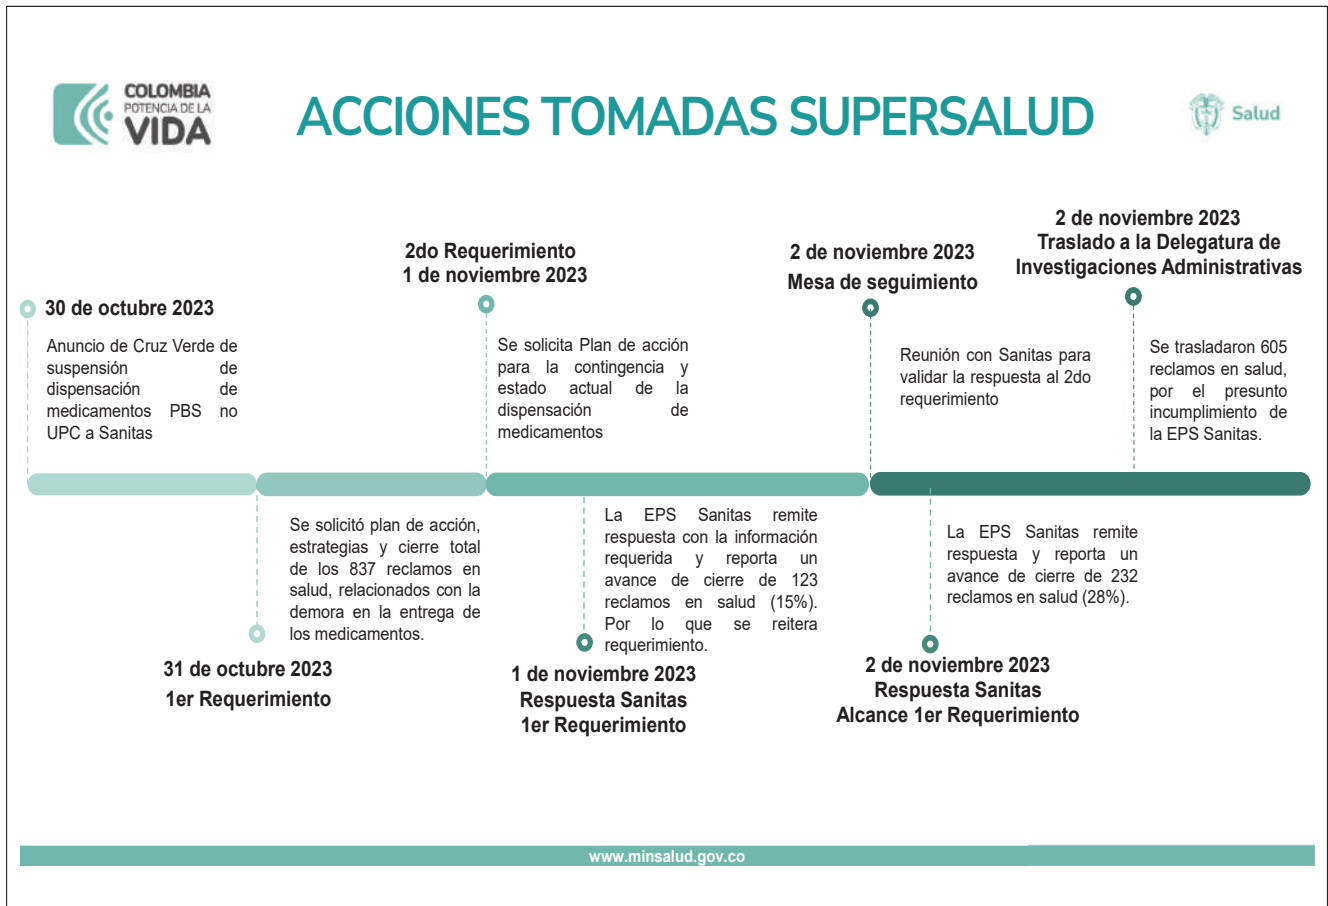 COLOMBIA
POTENCIA DE LA
VIDA
ACCIONES TOMADAS SUPERSALUD
Salud
30 de octubre 2023
Anuncio de Cruz Verde de
suspensión de
dispensación de
medicamentos PBS no
UPC a Sanitas
Se solicitó plan de acción,
estrategias y cierre total
de los 837 reclamos en
salud, relacionados con la
demora en la entrega de
los medicamentos.
31 de octubre 2023
1er Requerimiento
2do Requerimiento
1 de noviembre 2023
Se solicita Plan de acción
para la contingencia y
estado actual de la
dispensación de
medicamentos
La EPS Sanitas remite
respuesta con la información
requerida y reporta un
avance de cierre de 123
reclamos en salud (15%).
Por lo que se reitera
requerimiento.
1 de noviembre 2023
Respuesta Sanitas
1er Requerimiento
2 de noviembre 2023
Mesa de seguimiento
Reunión con Sanitas para
validar la respuesta al 2do
requerimiento
La EPS Sanitas remite
respuesta y reporta un
avance de cierre de 232
reclamos en salud (28%).
2 de noviembre 2023
Respuesta Sanitas
Alcance 1er Requerimiento
2 de noviembre 2023
Traslado a la Delegatura de
Investigaciones Administrativas
Se trasladaron 605
reclamos en salud,
por el presunto
incumplimiento de
la EPS Sanitas.
www.minsalud.gov.co